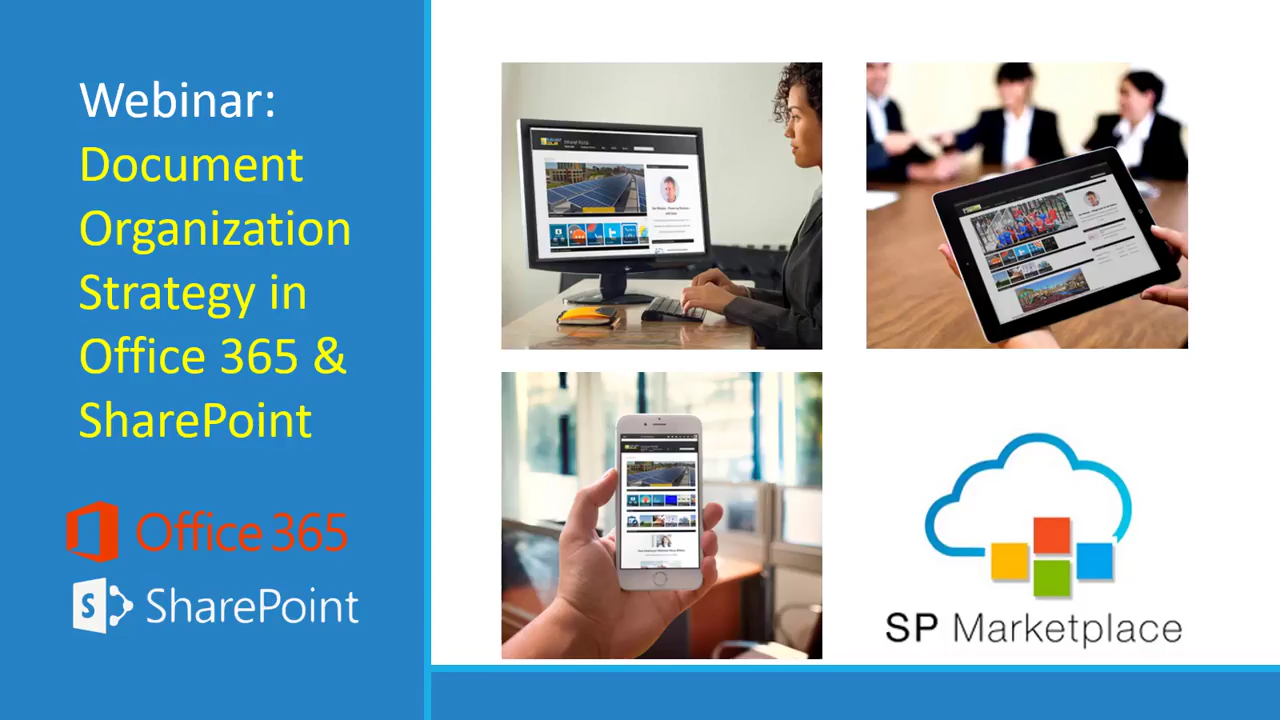 Webinar:
Document
Organization
Strategy in
Office 365 &
SharePoint
Office 365
S SharePoint
SP Marketplace